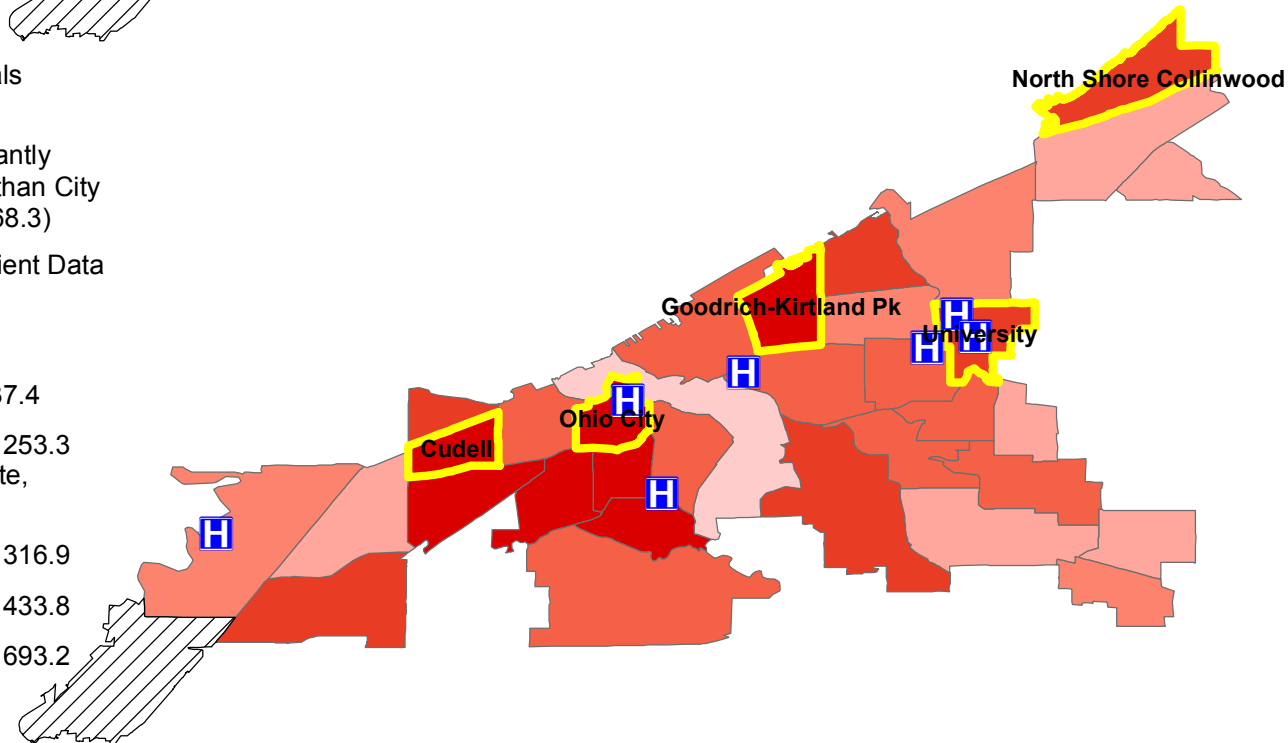 als
antly
than City
68.3)
ient Data
37.4
253.3
te,
316.9
433.8
693.2
North Shore Collinwood
Goodrich-Kirtland Pk
H
H
University
H
H
H
Ohio City
Cudell
H
H